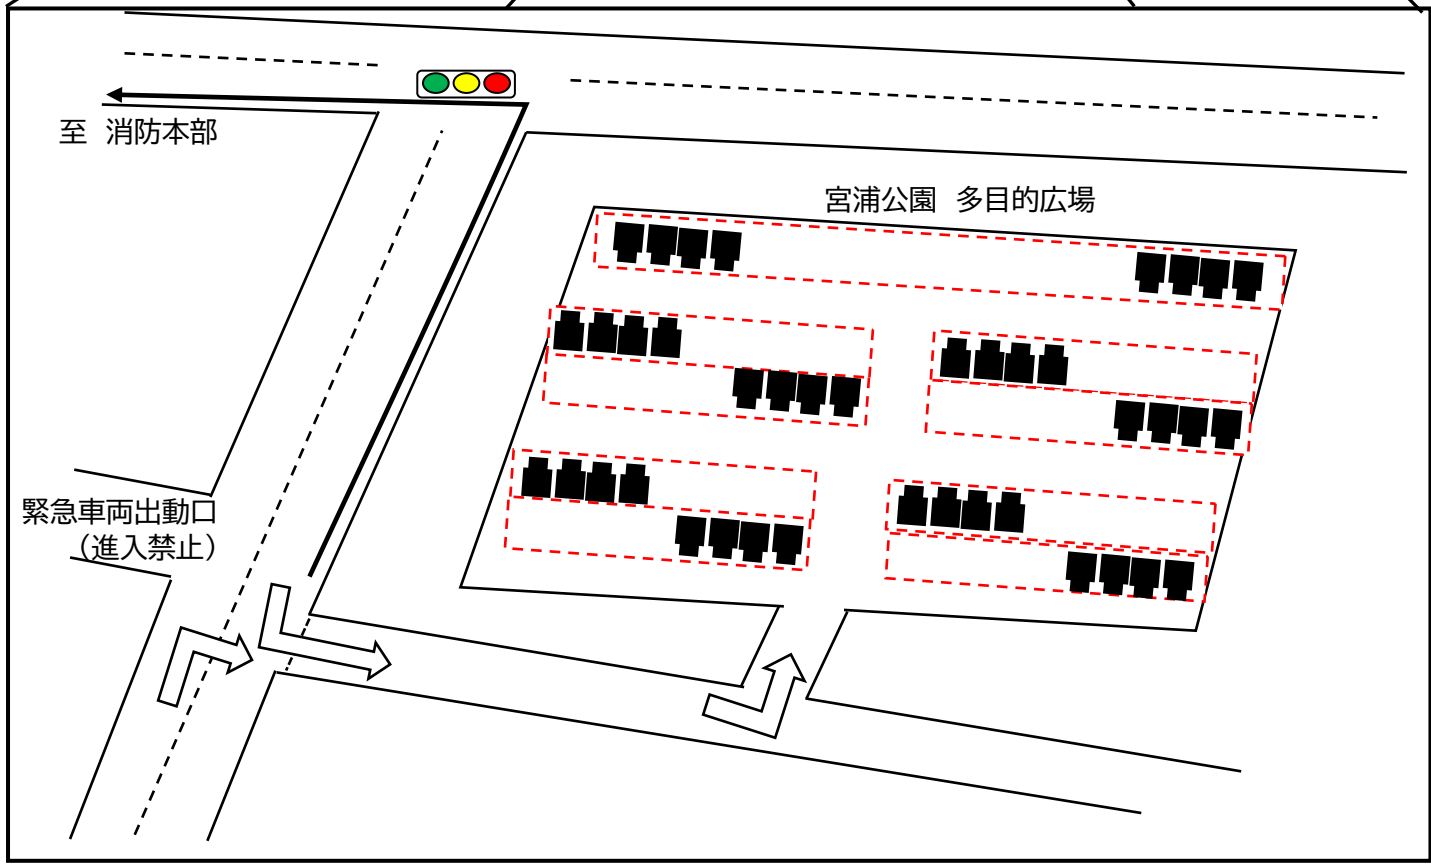 至 消防本部
宮浦公園 多目的広場
緊急車両出動口
（進入禁止）